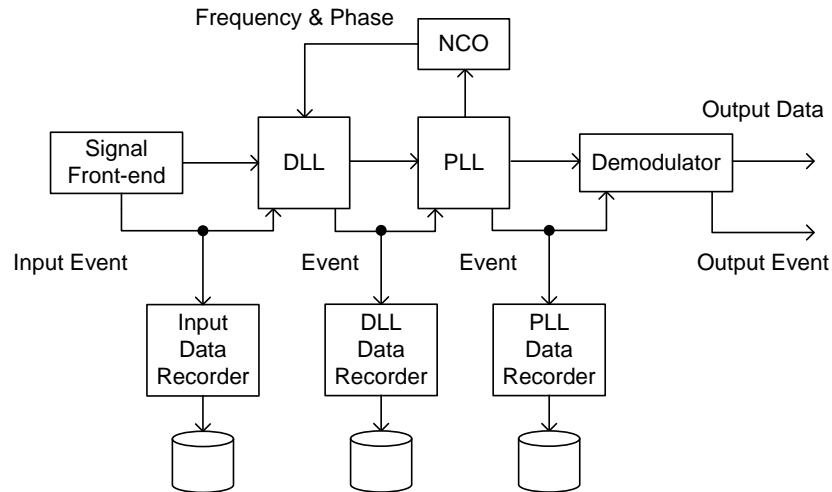 Frequency & Phase
NCO
Output Data
Signal
Front-end
DLL
PLL
Demodulator
Input Event
Event
Event
Output Event
Input
Data
Recorder
DLL
Data
Recorder
PLL
Data
Recorder